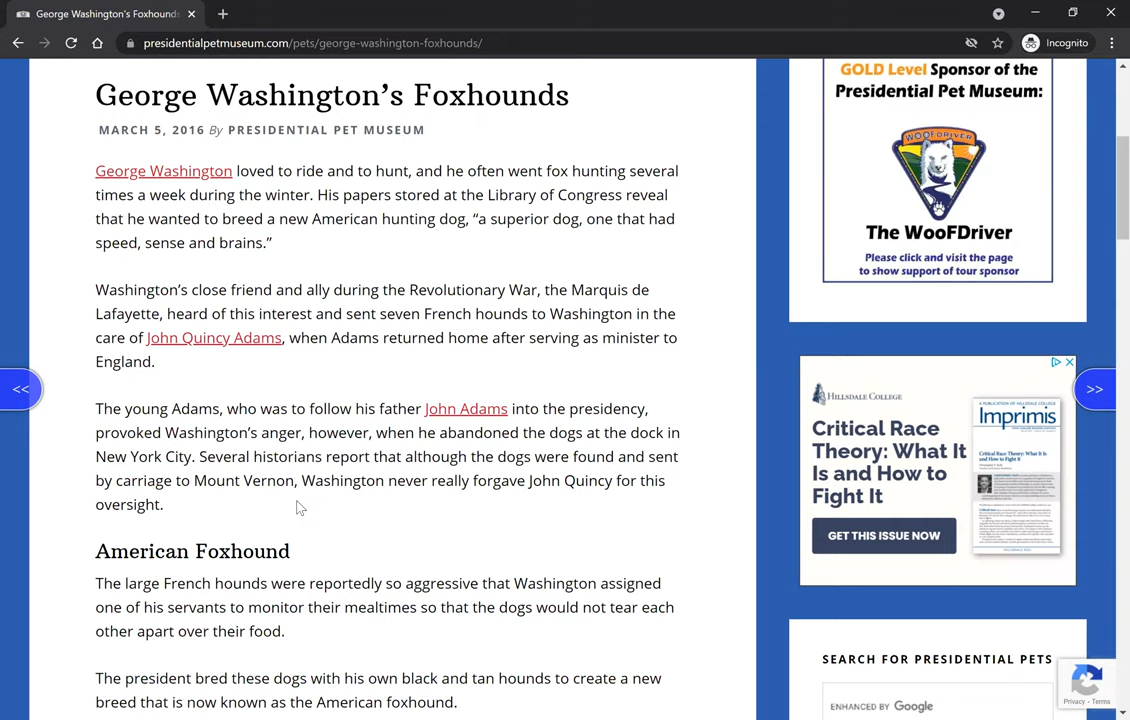 George Washington's Foxhounds
presidentialpetmuseum.com/pets/george-washington-foxhounds/
Incognito
George Washington’s Foxhounds
MARCH 5, 2016 By PRESIDENTIAL PET MUSEUM
George Washington loved to ride and to hunt, and he often went fox hunting several
times a week during the winter. His papers stored at the Library of Congress reveal
that he wanted to breed a new American hunting dog, “a superior dog, one that had
speed, sense and brains.”
Washington’s close friend and ally during the Revolutionary War, the Marquis de
Lafayette, heard of this interest and sent seven French hounds to Washington in the
care of John Quincy Adams, when Adams returned home after serving as minister to
England.
The young Adams, who was to follow his father John Adams into the presidency,
provoked Washington’s anger, however, when he abandoned the dogs at the dock in
New York City. Several historians report that although the dogs were found and sent
by carriage to Mount Vernon, Washington never really forgave John Quincy for this
oversight.
American Foxhound
The large French hounds were reportedly so aggressive that Washington assigned
one of his servants to monitor their mealtimes so that the dogs would not tear each
other apart over their food.
The president bred these dogs with his own black and tan hounds to create a new
breed that is now known as the American foxhound.
<<
>>
GOLD Level Sponsor of the
Presidential Pet Museum:
WOOFDRIVER
The WooFDriver
Please click and visit the page
to show support of tour sponsor
HILLSDALE COLLEGE
Critical Race
Theory: What It
Is and How to
Fight It
GET THIS ISSUE NOW
A PUBLICATION OF HILLSDALE COLLEGE
Imprimis
SEARCH FOR PRESIDENTIAL PETS
ENHANCED BY Google
Privacy - Terms